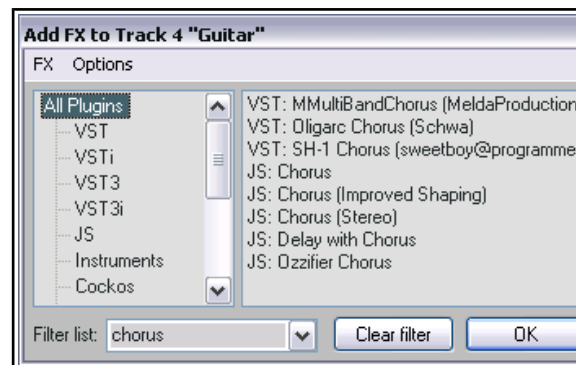 Add FX to Track 4 "Guitar"
FX Options
All Plugins
VST
VSTi
VST3
VST3i
JS
Instruments
Cockos
VST: MMultiBandChorus (MeldaProduction
VST: Oligarc Chorus (Schwa)
VST: SH-1 Chorus (sweetboy@programme
JS: Chorus
JS: Chorus (Improved Shaping)
JS: Chorus (Stereo)
JS: Delay with Chorus
JS: Ozzifier Chorus
Filter list: chorus Clear filter OK